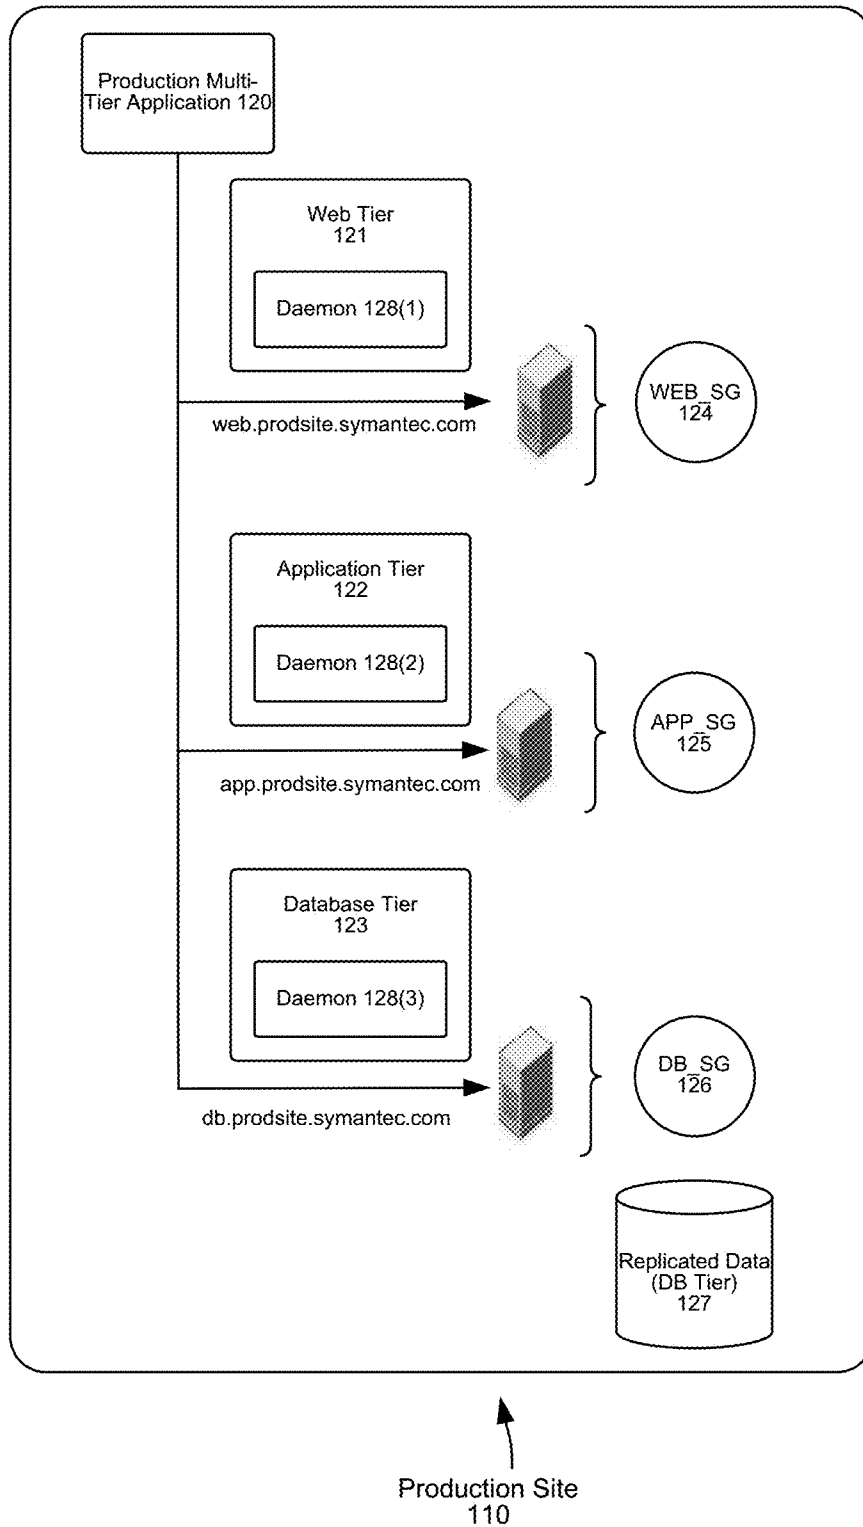 Production Multi-
Tier Application 120
Web Tier
121
Daemon 128(1)
web.prodsite.symantec.com
WEB_SG
124
Application Tier
122
Daemon 128(2)
app.prodsite.symantec.com
APP_SG
125
Database Tier
123
Daemon 128(3)
db.prodsite.symantec.com
DB_SG
126
Replicated Data
(DB Tier)
127
Production Site
110